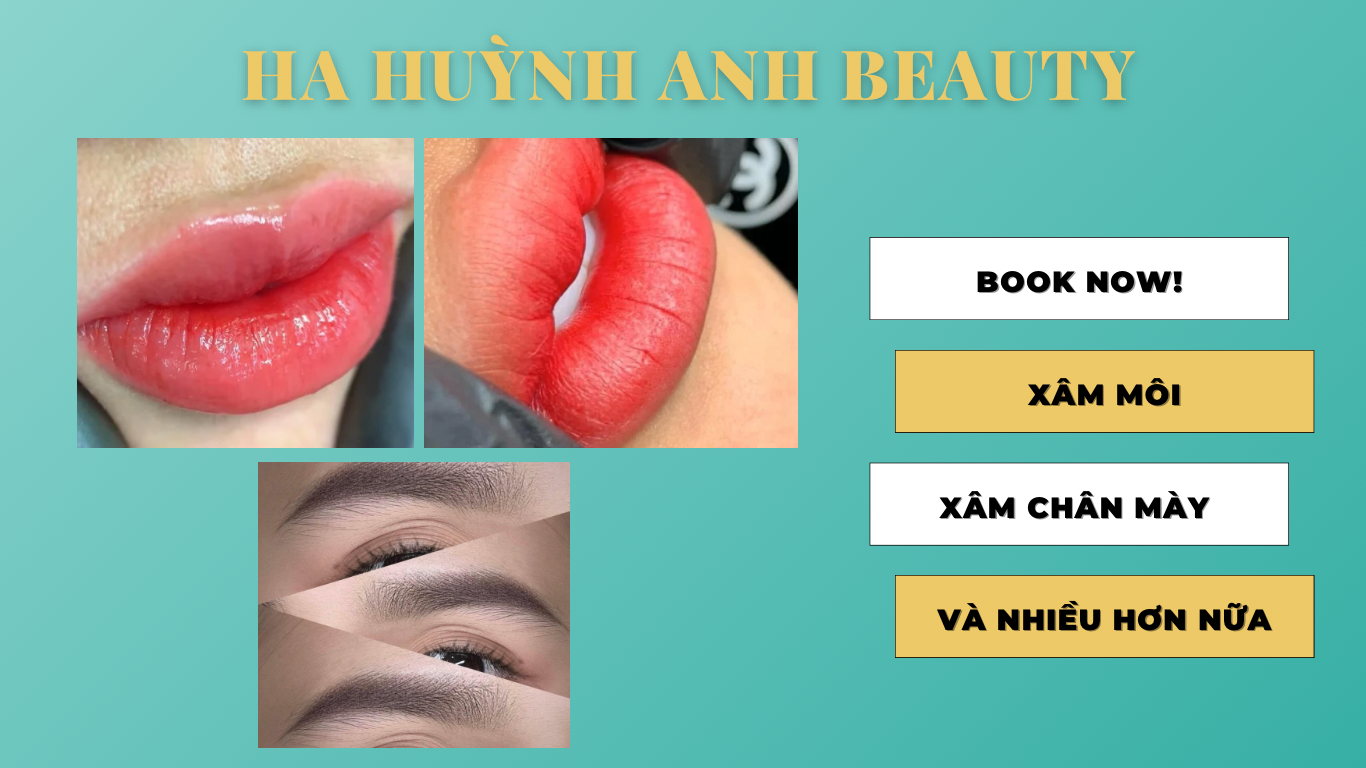 HA HUỲNH ANH BEAUTY
BOOK NOW!
XÂM MÔI
XÂM CHÂN MÀY
VÀ NHIỀU HƠN NỮA